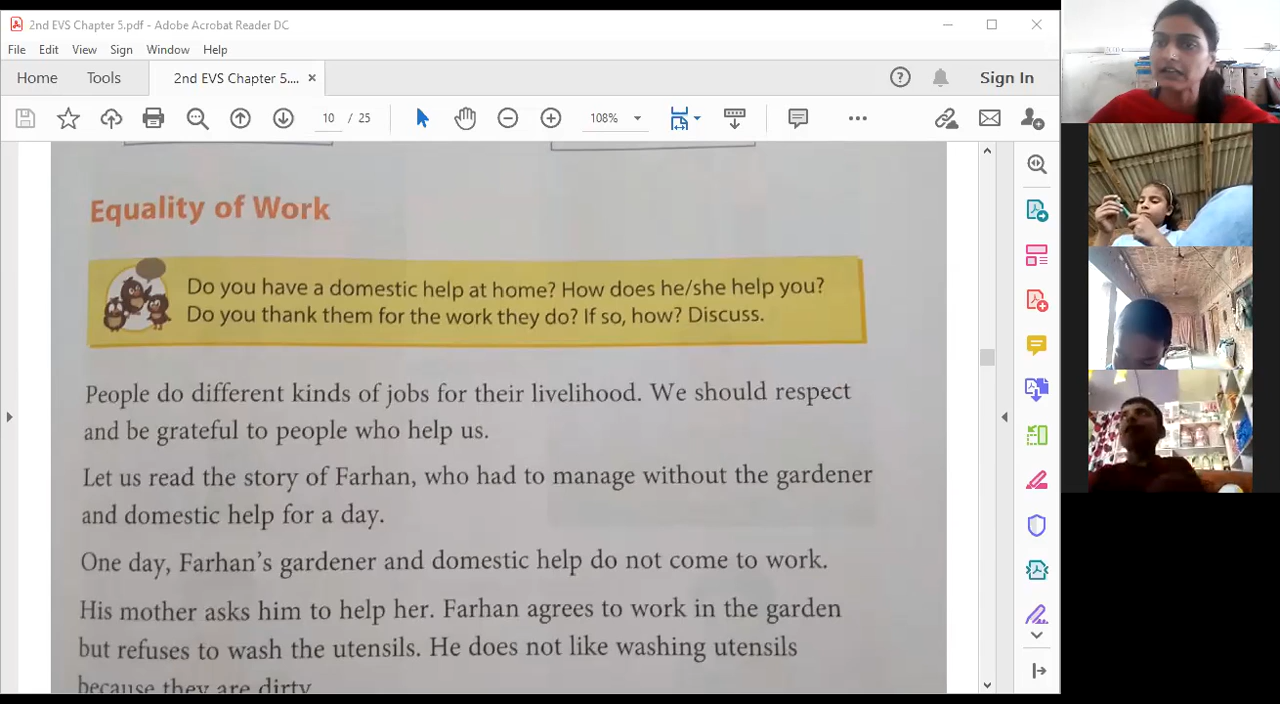 2nd EVS Chapter 5.pdf - Adobe Acrobat Reader DC
File Edit View Sign Window Help
Home Tools 2nd EVS Chapter 5.... × Sign In
10 / 25 108%
Equality of Work
Do you have a domestic help at home? How does he/she help you?
Do you thank them for the work they do? If so, how? Discuss.
People do different kinds of jobs for their livelihood. We should respect
and be grateful to people who help us.
Let us read the story of Farhan, who had to manage without the gardener
and domestic help for a day.
One day, Farhan's gardener and domestic help do not come to work.
His mother asks him to help her. Farhan agrees to work in the garden
but refuses to wash the utensils. He does not like washing utensils
because they are dirty